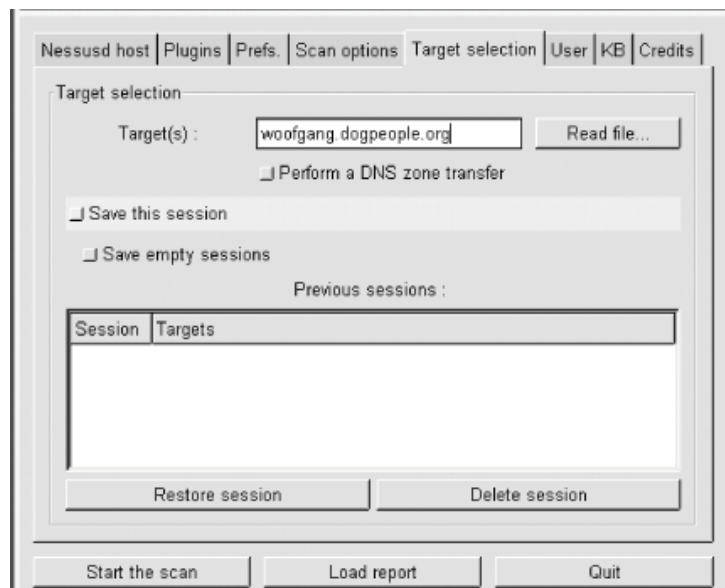 Nessusd host Plugins Prefs. Scan options Target selection User KB Credits
Target selection
Target(s) : woofgang.dogpeople.org Read file...
Perform a DNS zone transfer
Save this session
Save empty sessions
Previous sessions :
Session Targets
Restore session Delete session
Start the scan Load report Quit